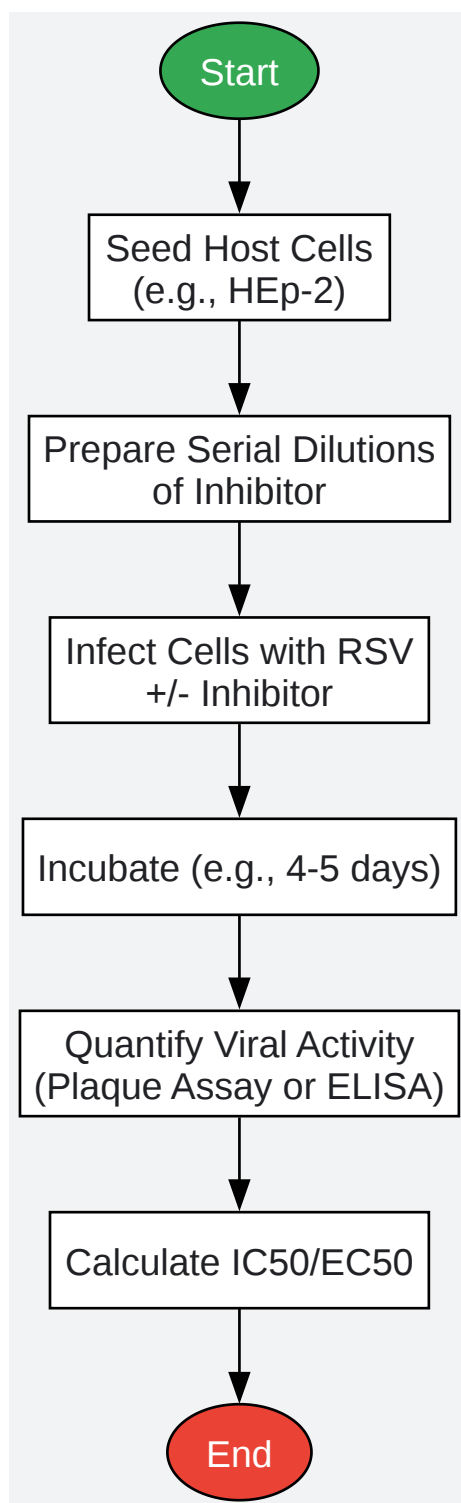 Start
Seed Host Cells
(e.g., HEp-2)
Prepare Serial Dilutions
of Inhibitor
Infect Cells with RSV
+/- Inhibitor
Incubate (e.g., 4-5 days)
Quantify Viral Activity
(Plaque Assay or ELISA)
Calculate IC50/EC50
End